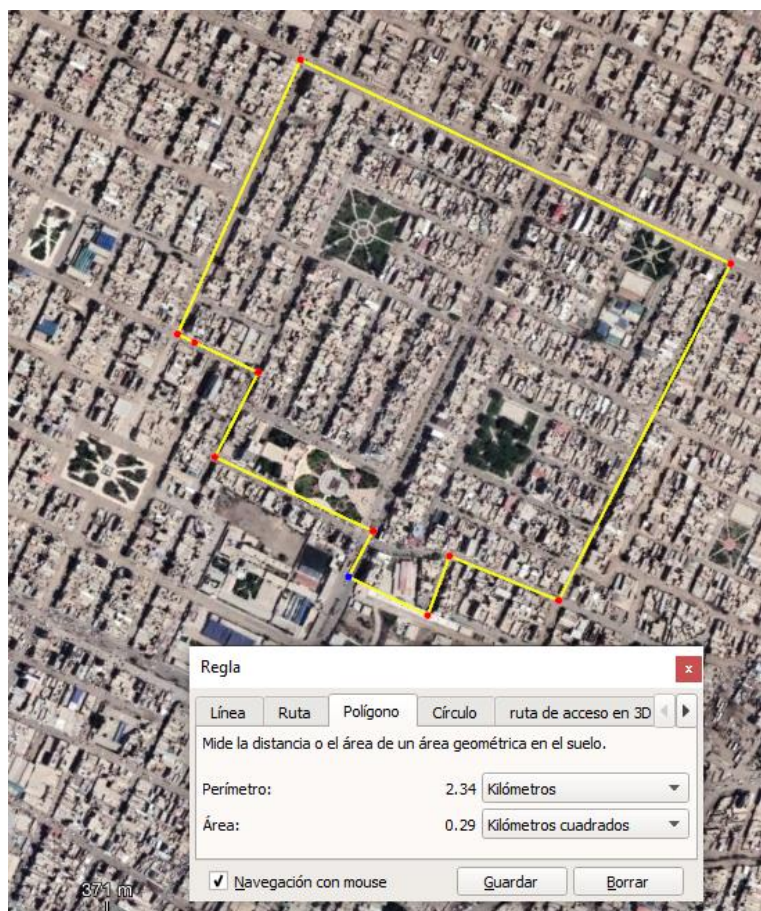 Regla
x
Línea Ruta Polígono Círculo ruta de acceso en 3D
Mide la distancia o el área de un área geométrica en el suelo.
Perímetro: 2.34 Kilómetros
Área: 0.29 Kilómetros cuadrados
Navegación con mouse Guardar Borrar
371 m